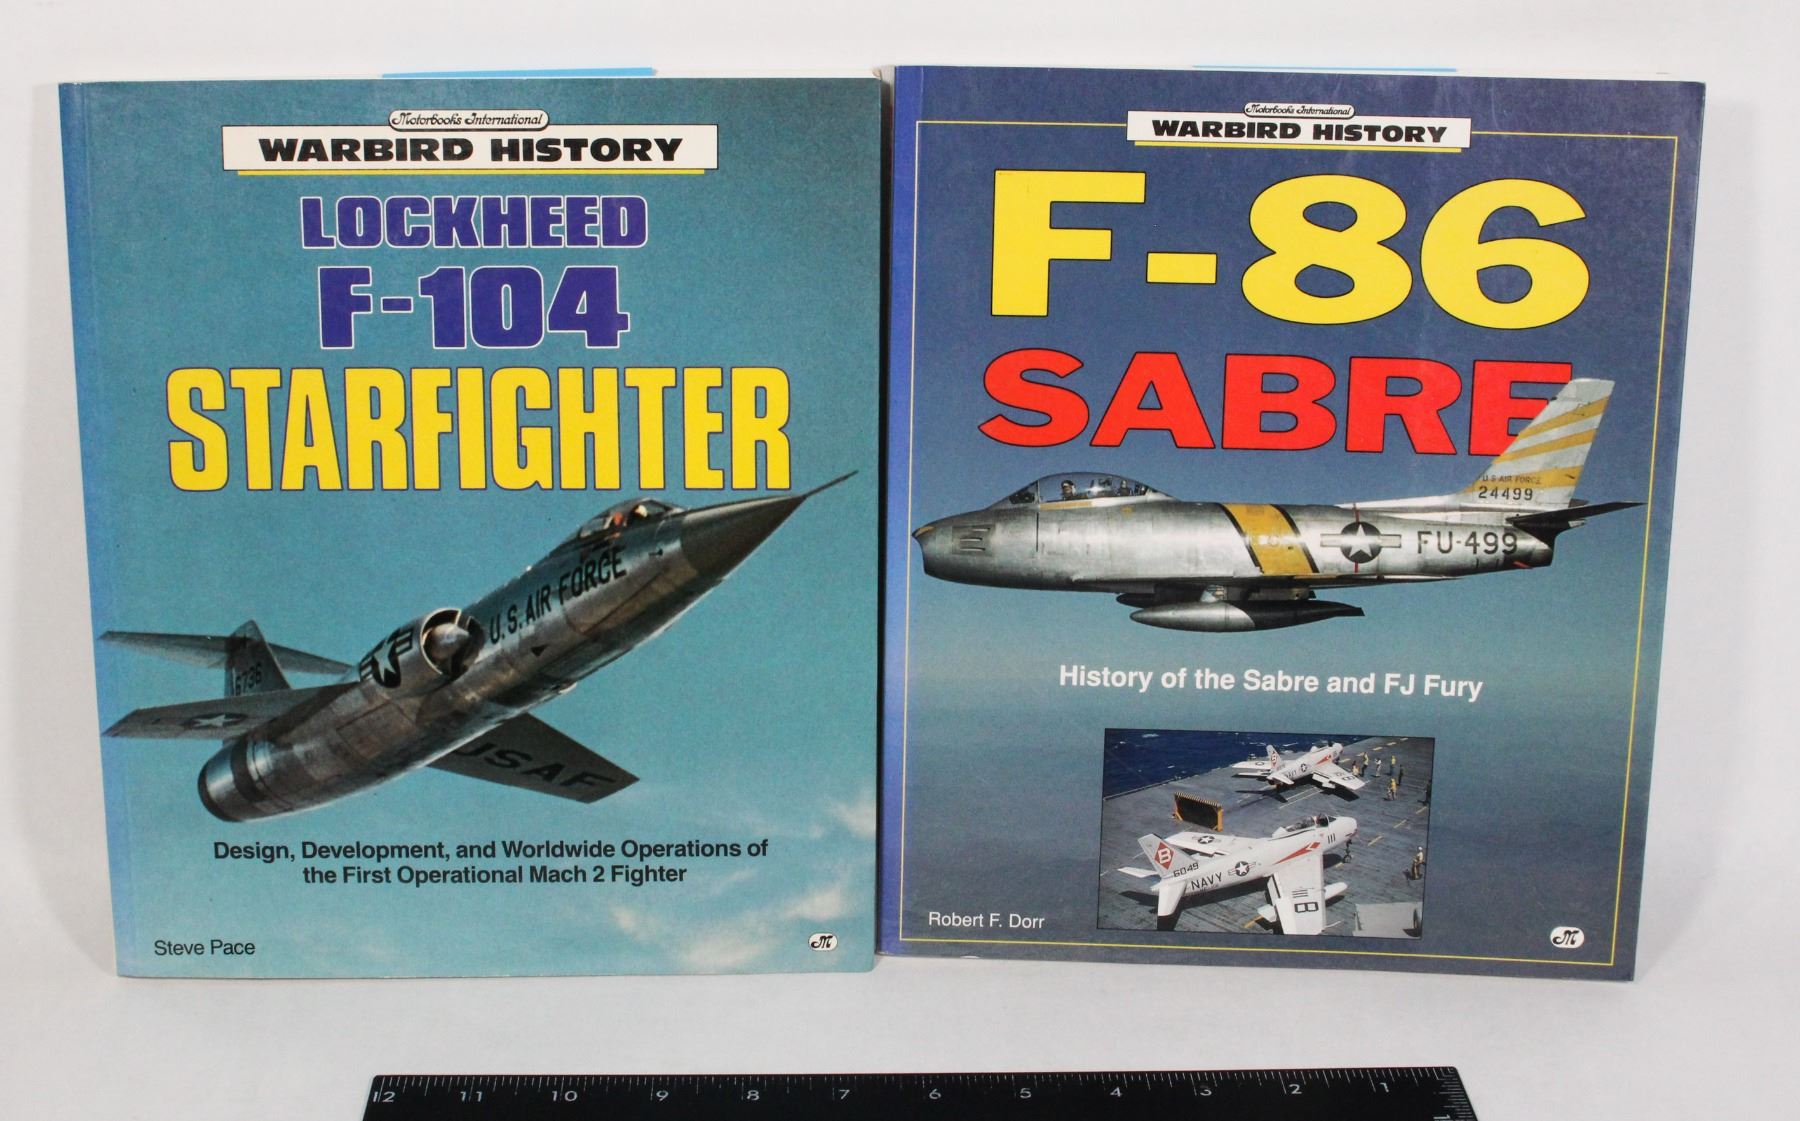 Motorbooks International
WARBIRD HISTORY
LOCKHEED
F-104
STARFIGHTER
U.S. AIR FORCE
6736
USAF
Design, Development, and Worldwide Operations of
the First Operational Mach 2 Fighter
Steve Pace
M
Motorbooks International
WARBIRD HISTORY
F-86
SABRE
U.S. AIR FORCE
24499
FU-499
History of the Sabre and FJ Fury
B
6049
NAVY
111
B
Robert F. Dorr
M
12 11 10 9 8 7 6 5 4 3 2 1